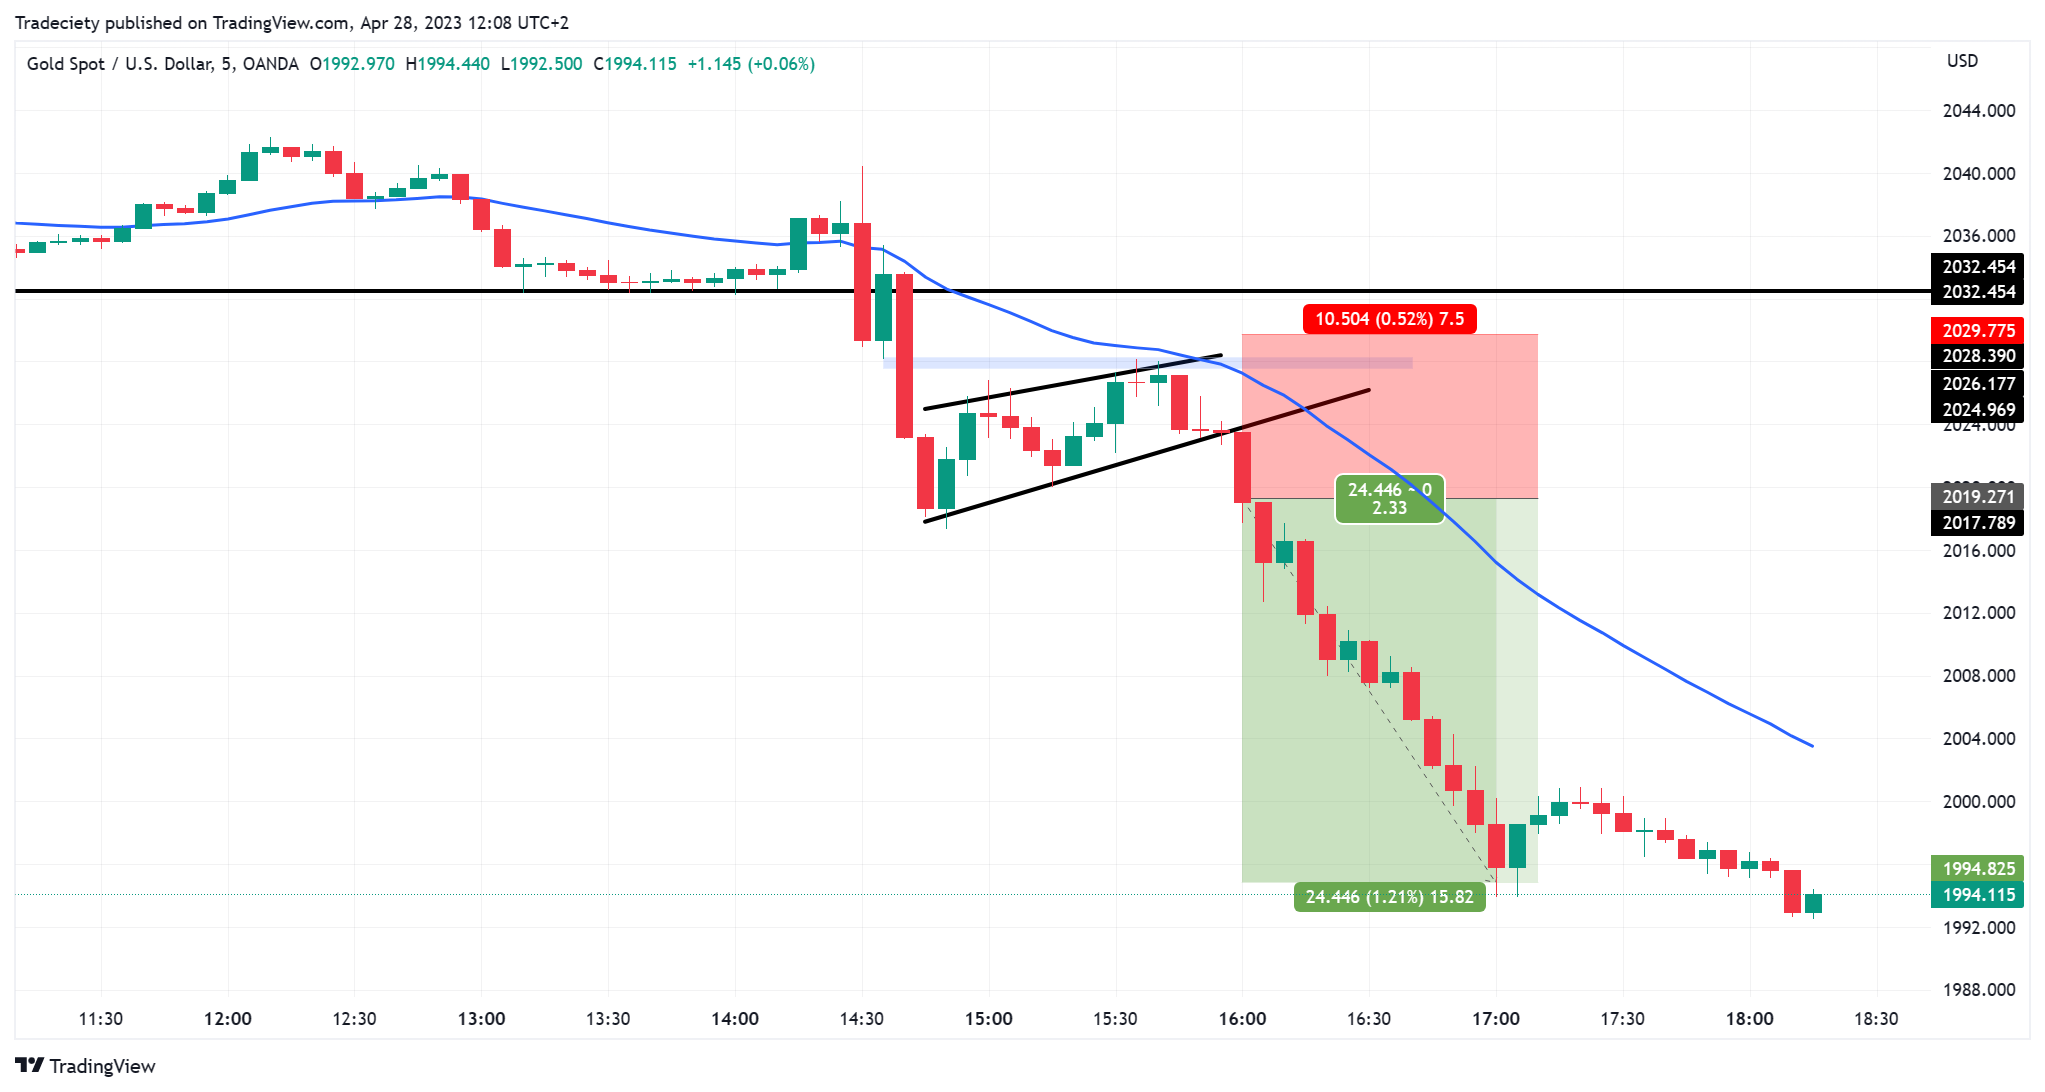 Tradeciety published on TradingView.com, Apr 28, 2023 12:08 UTC+2
Gold Spot / U.S. Dollar, 5, OANDA O1992.970 H1994.440 L1992.500 C1994.115 +1.145 (+0.06%)
USD
2044.000
2040.000
2036.000
2032.454
2032.454
10.504 (0.52%) 7.5
2029.775
2028.390
2026.177
2024.969
2024.000
24.446 ~ 0
2.33
2019.271
2017.789
2016.000
2012.000
2008.000
2004.000
2000.000
1994.825
24.446 (1.21%) 15.82
1994.115
1992.000
1988.000
11:30 12:00 12:30 13:00 13:30 14:00 14:30 15:00 15:30 16:00 16:30 17:00 17:30 18:00 18:30
TradingView